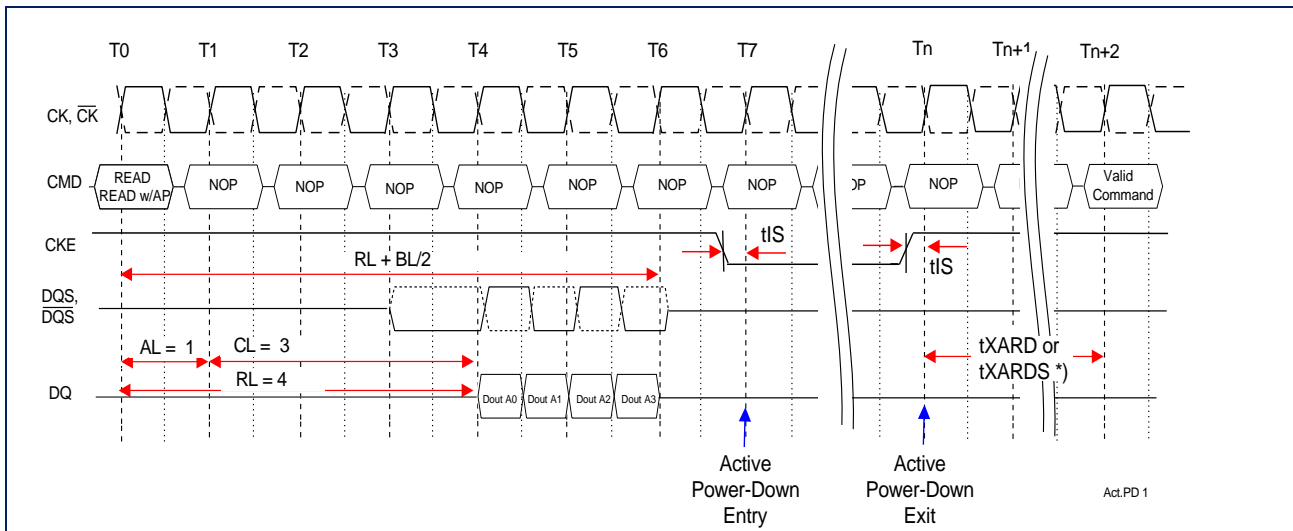 T0 T1 T2 T3 T4 T5 T6 T7 Tn Tn+1 Tn+2
CK, CK
CMD
READ
READ w/AP
NOP NOP NOP NOP NOP NOP NOP OP NOP
Valid
Command
CKE
tIS
tIS
RL + BL/2
DQS,
DQS
AL = 1
CL = 3
RL = 4
tXARD or
tXARDS *)
DQ
Dout A0 Dout A1 Dout A2 Dout A3
Active
Power-Down
Entry
Active
Power-Down
Exit
Act.PD 1